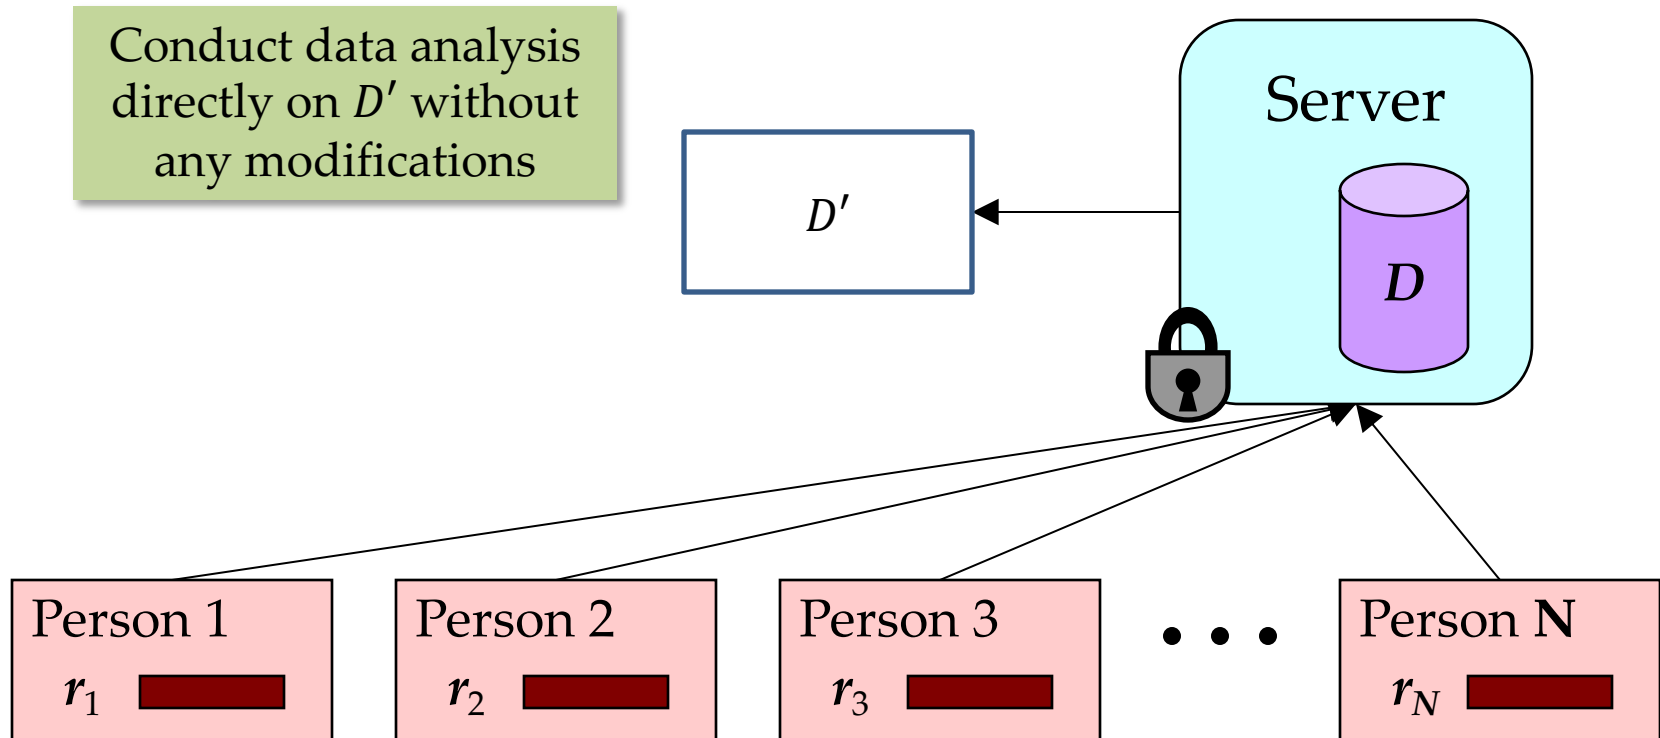 Conduct data analysis
directly on D′ without
any modifications
Server
D′
D
Person 1
r₁
Person 2
r₂
Person 3
r₃
• • •
Person N
r_N